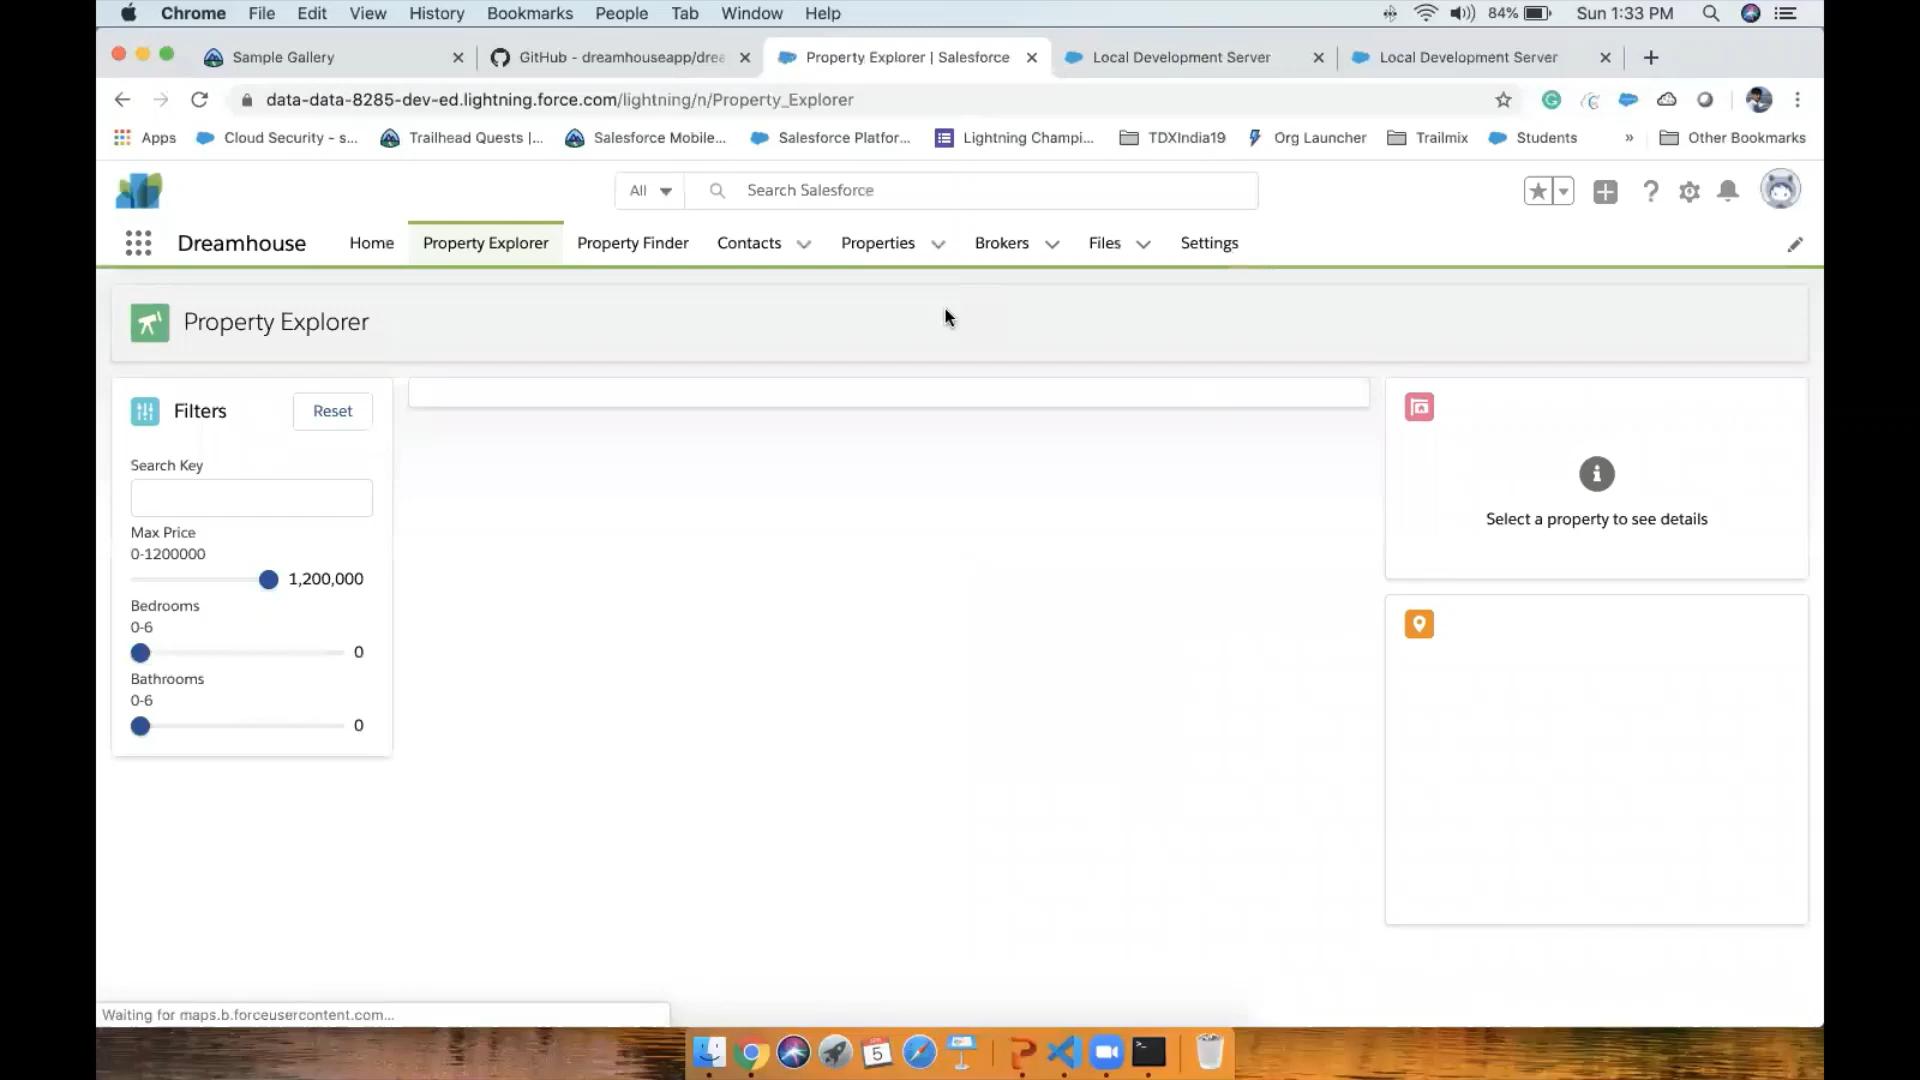 Chrome File Edit View History Bookmarks People Tab Window Help 84% Sun 1:33 PM
Sample Gallery GitHub - dreamhouseapp/drea Property Explorer | Salesforce Local Development Server Local Development Server
data-data-8285-dev-ed.lightning.force.com/lightning/n/Property_Explorer
Apps Cloud Security - s... Trailhead Quests |... Salesforce Mobile... Salesforce Platfor... Lightning Champi... TDXIndia19 Org Launcher Trailmix Students » Other Bookmarks
All Search Salesforce
Dreamhouse Home Property Explorer Property Finder Contacts Properties Brokers Files Settings
Property Explorer
Filters Reset
Search Key
Max Price
0-1200000
1,200,000
Bedrooms
0-6
0
Bathrooms
0-6
0
Select a property to see details
Waiting for maps.b.forceusercontent.com...
5